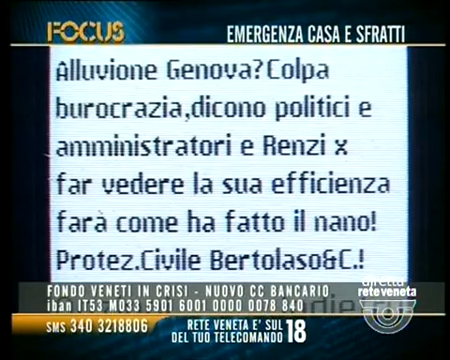 FOCUS
EMERGENZA CASA E SFRATTI
Alluvione Genova?Colpa
burocrazia,dicono politici e
amministratori e Renzi x
far vedere la sua efficienza
farà come ha fatto il nano!
Protez.Civile Bertolaso&C.!
diretta
reteveneta
FONDO VENETI IN CRISI - NUOVO CC BANCARIO
iban IT53 M033 5901 6001 0000 0078 840
SMS 340 3218806
RETE VENETA E' SUL
DEL TUO TELECOMANDO 18